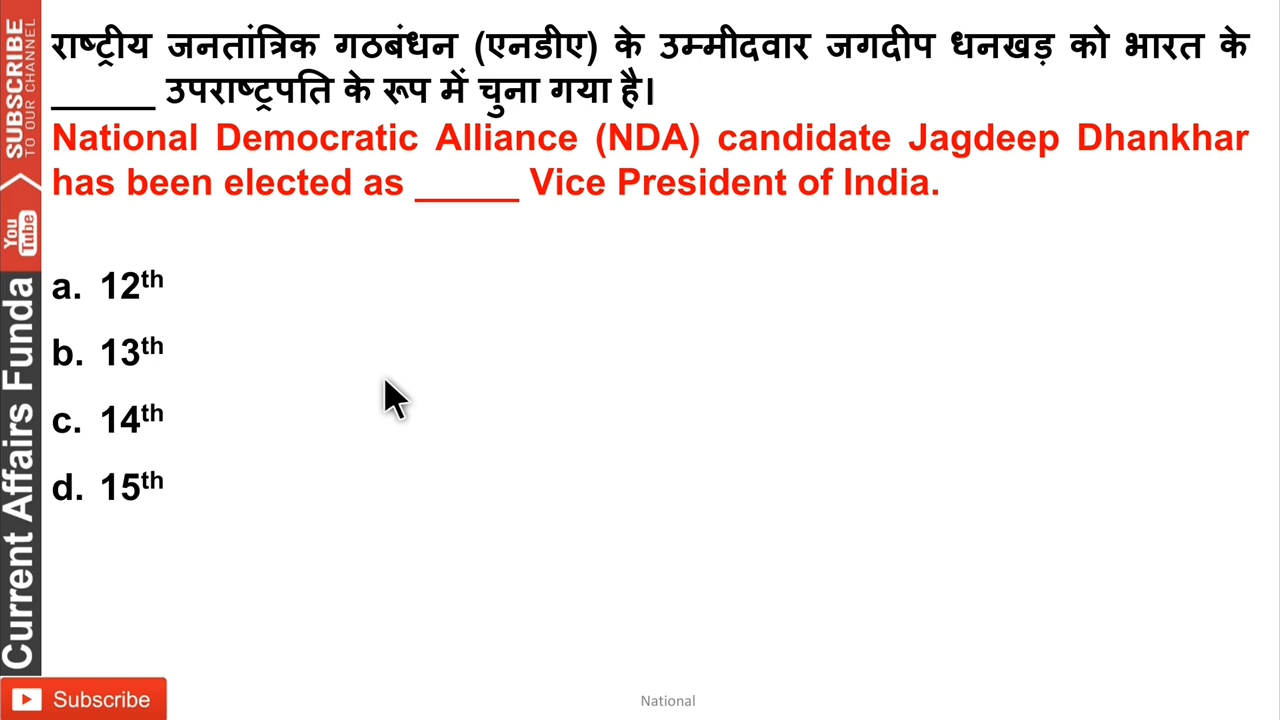 राष्ट्रीय जनतांत्रिक गठबंधन (एनडीए) के उम्मीदवार जगदीप धनखड़ को भारत के
_____ उपराष्ट्रपति के रूप में चुना गया है।
National Democratic Alliance (NDA) candidate Jagdeep Dhankhar
has been elected as _____ Vice President of India.
a. 12th
b. 13th
c. 14th
d. 15th
SUBSCRIBE
TO OUR CHANNEL
You
Tube
Current Affairs Funda
Subscribe
National